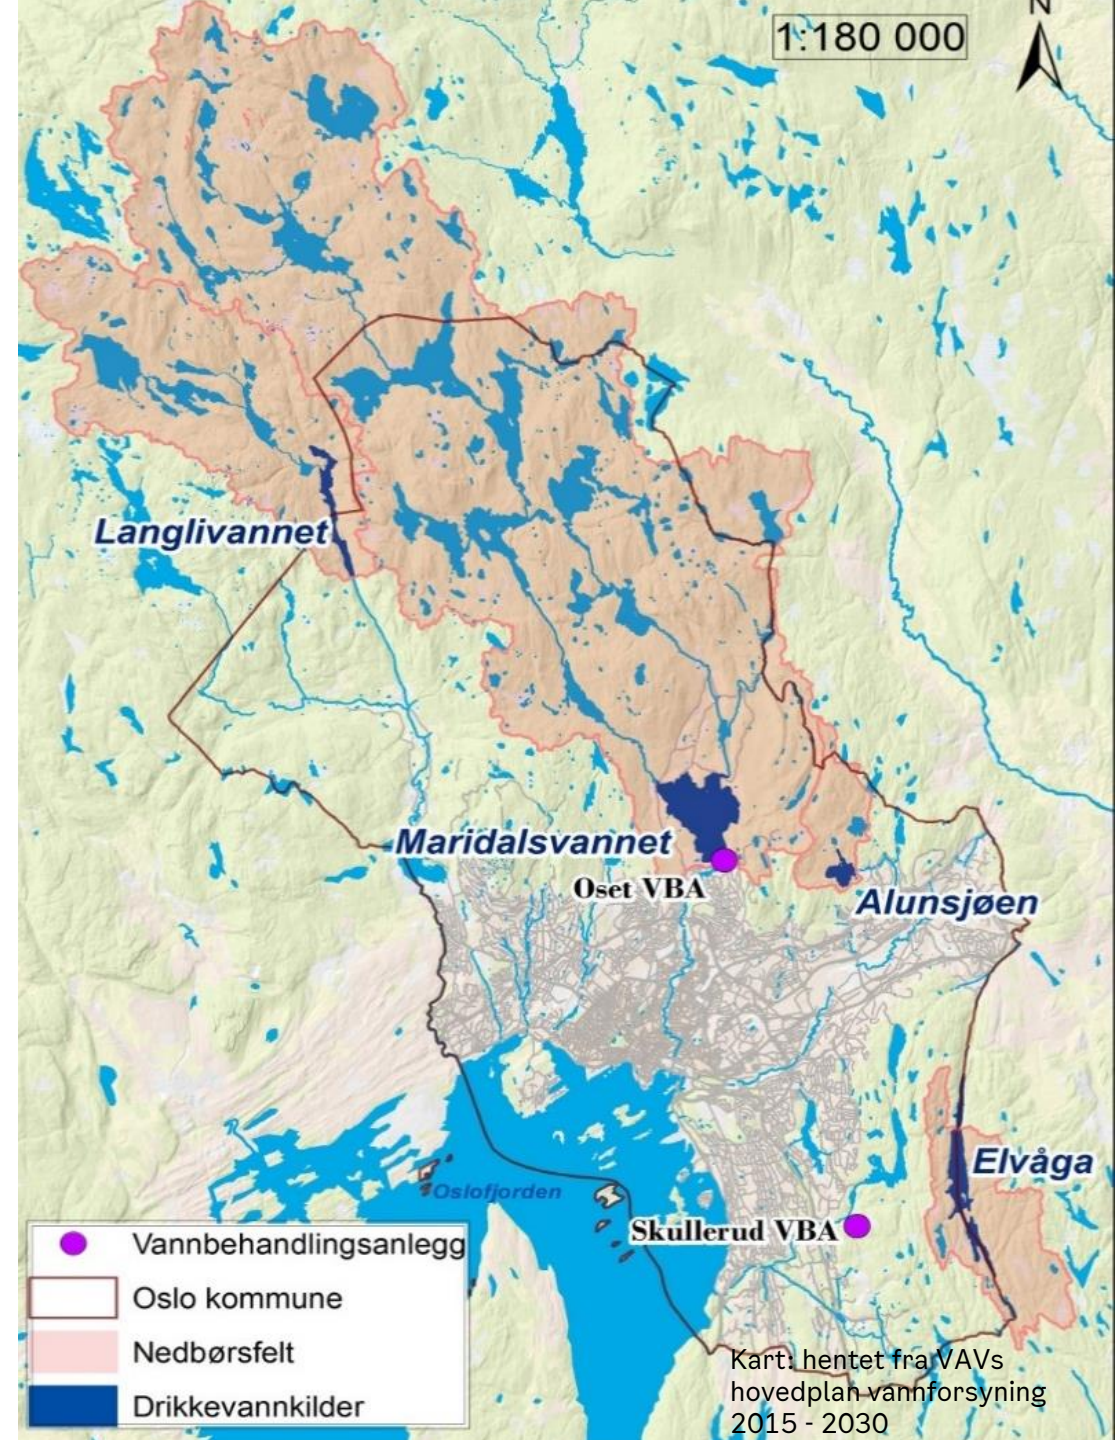 N
1:180 000
Langlivannet
Maridalsvannet
Oset VBA
Alunsjøen
Elvåga
Oslofjorden
Skullerud VBA
Vannbehandlingsanlegg
Oslo kommune
Nedbørsfelt
Drikkevannkilder
Kart: hentet fra VAVs
hovedplan vannforsyning
2015 - 2030